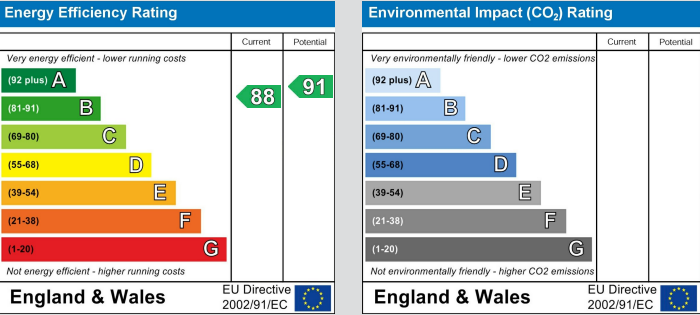 Energy Efficiency Rating
Current Potential
Very energy efficient - lower running costs
(92 plus) A
(81-91) B
(69-80) C
(55-68) D
(39-54) E
(21-38) F
(1-20) G
88
91
Not energy efficient - higher running costs
England & Wales
EU Directive
2002/91/EC
Environmental Impact (CO₂) Rating
Current Potential
Very environmentally friendly - lower CO2 emissions
(92 plus) A
(81-91) B
(69-80) C
(55-68) D
(39-54) E
(21-38) F
(1-20) G
Not environmentally friendly - higher CO2 emissions
England & Wales
EU Directive
2002/91/EC